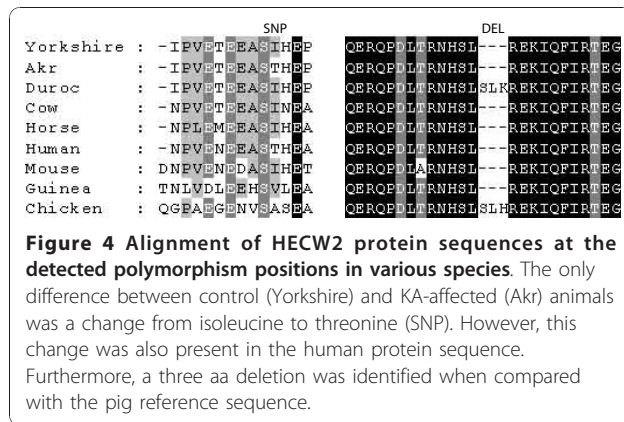 SNP DEL
Yorkshire : -IPVETEEASIHEP QERQPDLTRNHSL---REKIQFIRTEG
Akr : -IPVETEEASTHEP QERQPDLTRNHSL---REKIQFIRTEG
Duroc : -IPVETEEASIHEP QERQPDLTRNHSLSLKREKIQFIRTEG
Cow : -NPVETEEASINEA QERQPDLTRNHSL---REKIQFIRTEG
Horse : -NPLEMEEASIHEA QERQPDLTRNHSL---REKIQFIRTEG
Human : -NPVENEEASTHEA QERQPDLTRNHSL---REKIQFIRTEG
Mouse : DNPVENEDASIHET QERQPDLARNHSL---REKIQFIRTEG
Guinea : TNLVDLEEHSVLEA QERQPDLTRNHSL---REKIQFIRTEG
Chicken : QGPAEGENVSASEA QERQPDLTRNHSLSLHREKIQFIRTEG
Figure 4 Alignment of HECW2 protein sequences at the
detected polymorphism positions in various species. The only
difference between control (Yorkshire) and KA-affected (Akr) animals
was a change from isoleucine to threonine (SNP). However, this
change was also present in the human protein sequence.
Furthermore, a three aa deletion was identified when compared
with the pig reference sequence.